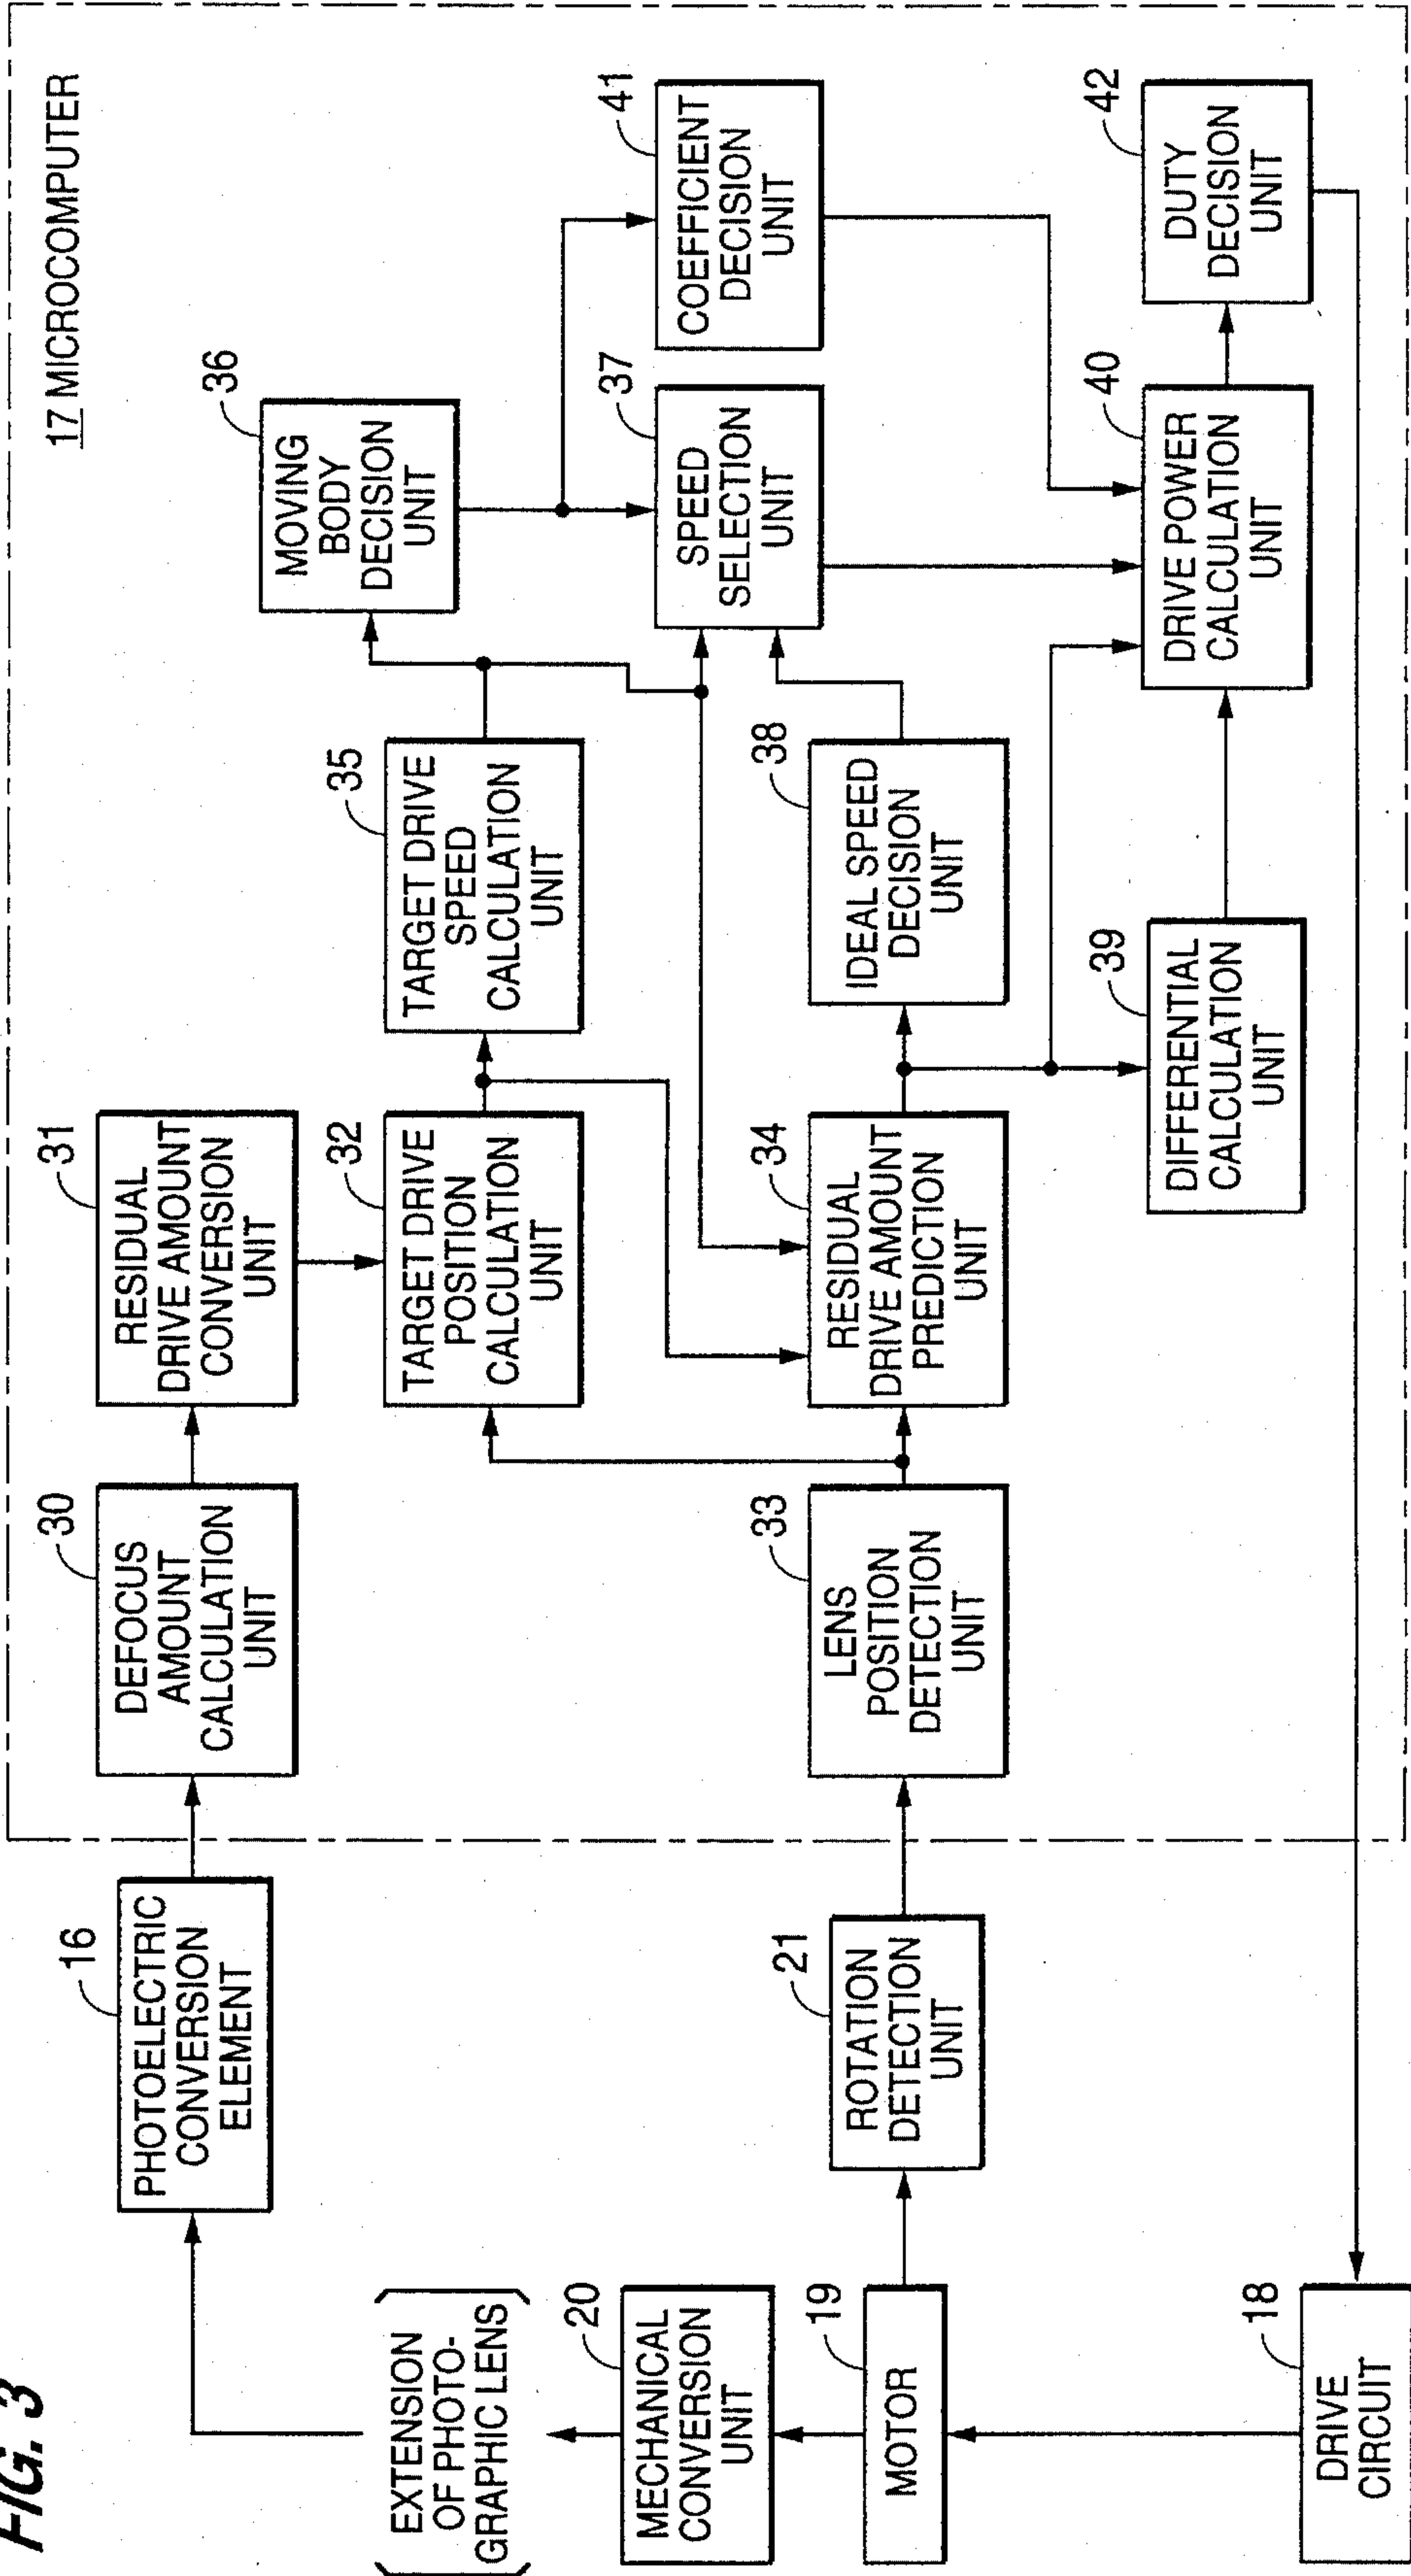 FIG. 3
17 MICROCOMPUTER
16
PHOTOELECTRIC
CONVERSION
ELEMENT
30
DEFOCUS
AMOUNT
CALCULATION
UNIT
31
RESIDUAL
DRIVE AMOUNT
CONVERSION
UNIT
36
MOVING
BODY
DECISION
UNIT
(EXTENSION
OF PHOTO-
GRAPHIC LENS)
32
TARGET DRIVE
POSITION
CALCULATION
UNIT
35
TARGET DRIVE
SPEED
CALCULATION
UNIT
20
MECHANICAL
CONVERSION
UNIT
37
SPEED
SELECTION
UNIT
41
COEFFICIENT
DECISION
UNIT
19
MOTOR
21
ROTATION
DETECTION
UNIT
33
LENS
POSITION
DETECTION
UNIT
34
RESIDUAL
DRIVE AMOUNT
PREDICTION
UNIT
38
IDEAL SPEED
DECISION
UNIT
39
DIFFERENTIAL
CALCULATION
UNIT
40
DRIVE POWER
CALCULATION
UNIT
42
DUTY
DECISION
UNIT
18
DRIVE
CIRCUIT